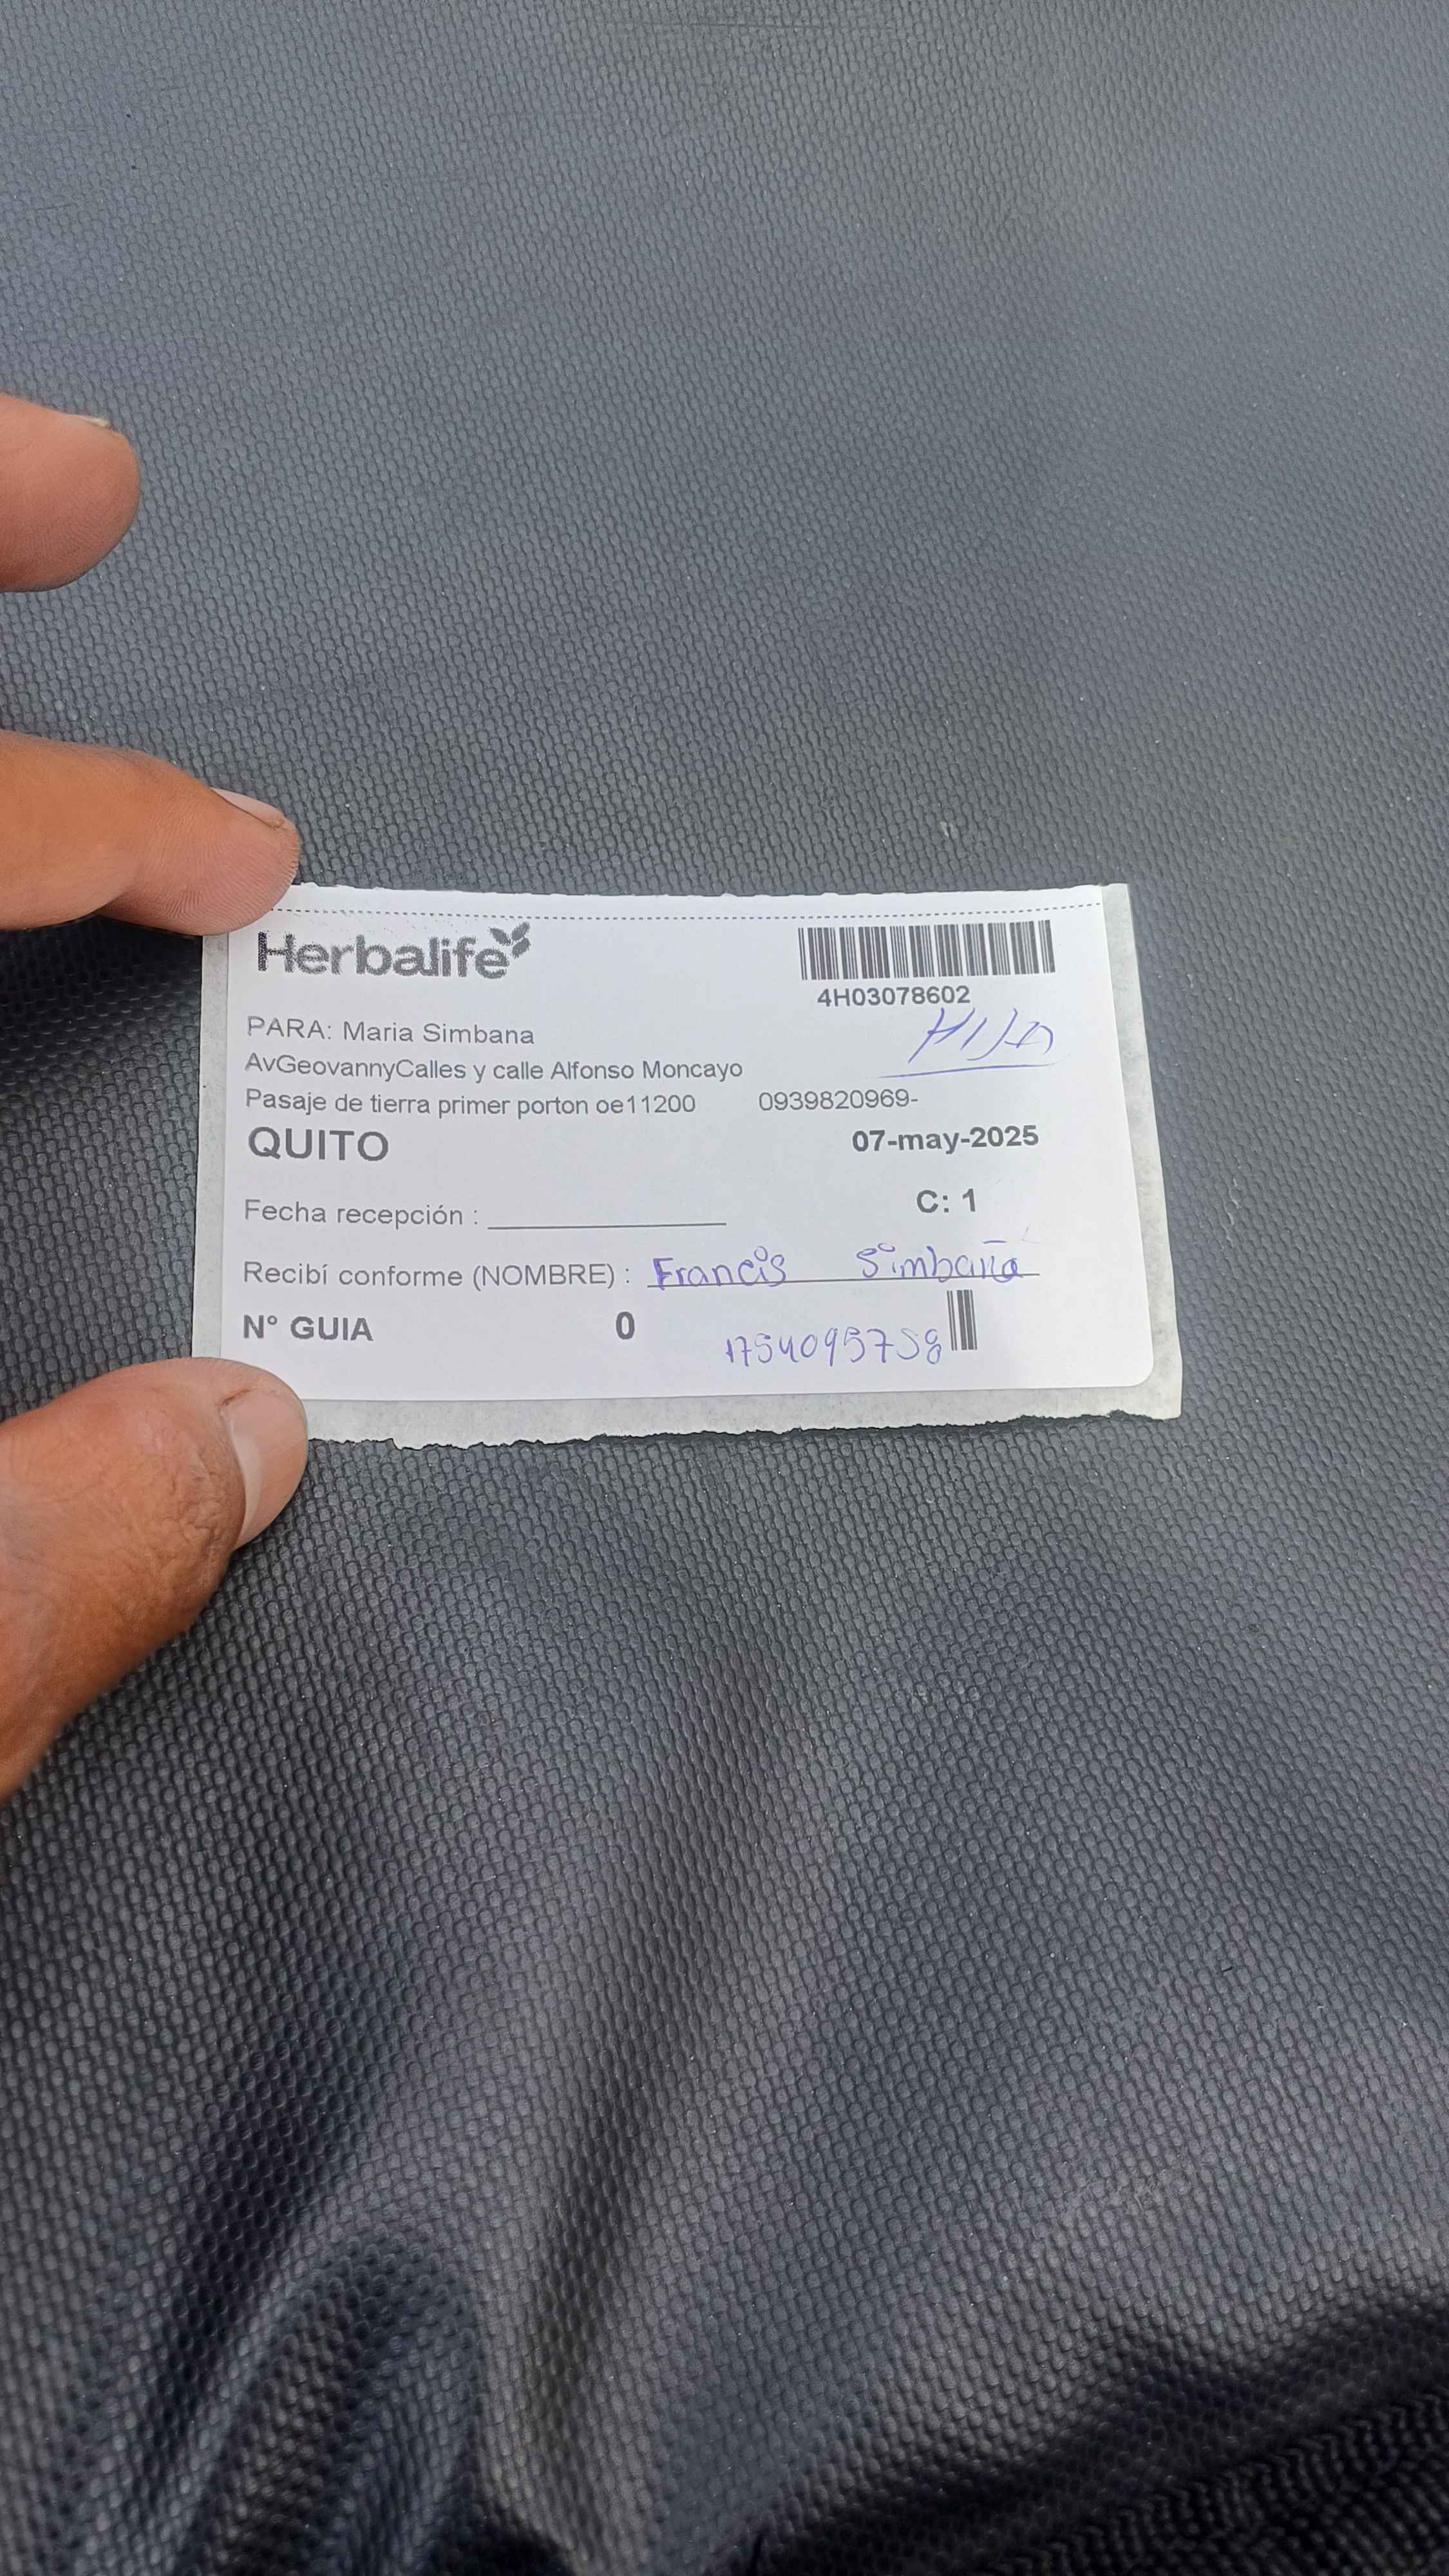 Herbalife
4H03078602
PARA: Maria Simbana
HIJA
AvGeovannyCalles y calle Alfonso Moncayo
Pasaje de tierra primer porton oe11200 0939820969-
QUITO 07-may-2025
C: 1
Fecha recepción : ____________
Recibí conforme (NOMBRE) : Francis Simbaña
N° GUIA 0
1754095758